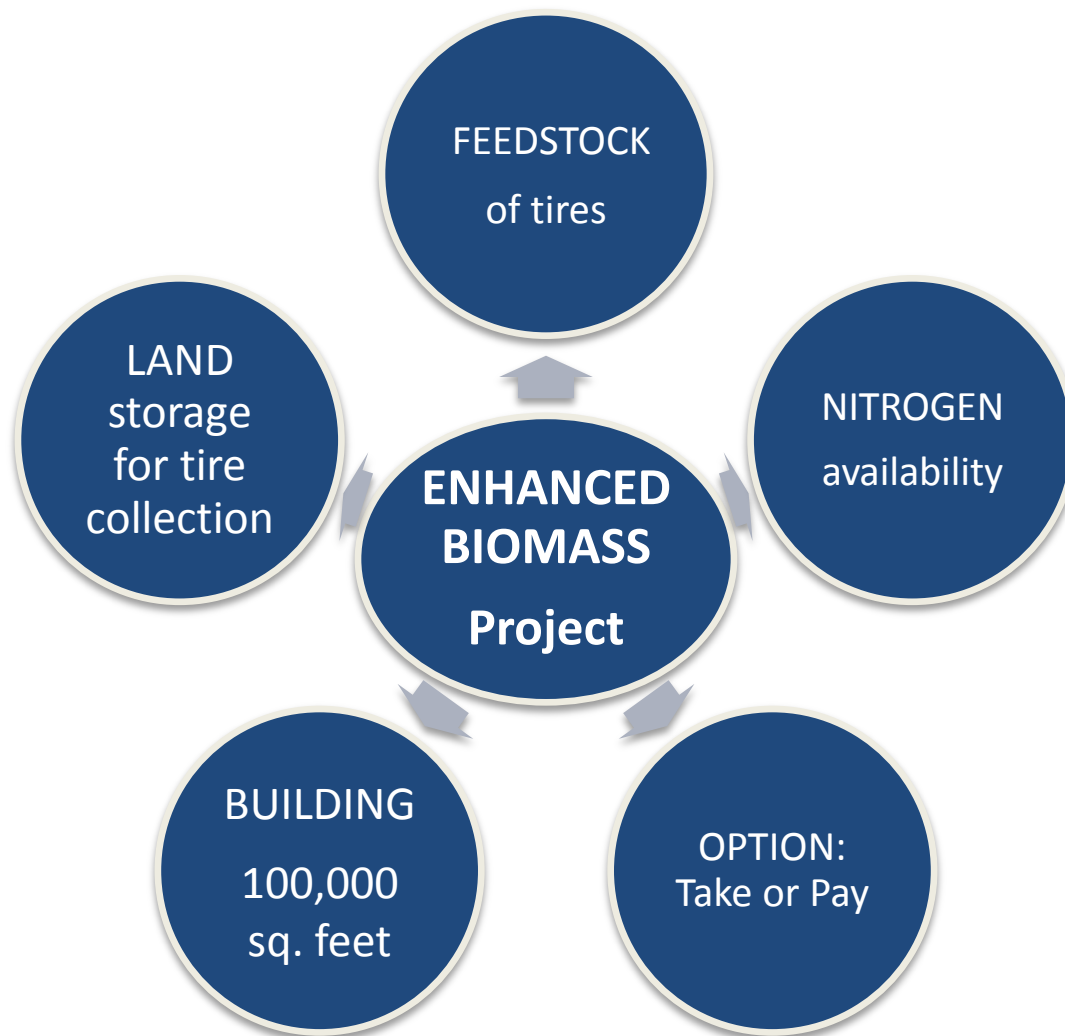 FEEDSTOCK
of tires
LAND
storage
for tire
collection
NITROGEN
availability
ENHANCED
BIOMASS
Project
BUILDING
100,000
sq. feet
OPTION:
Take or Pay